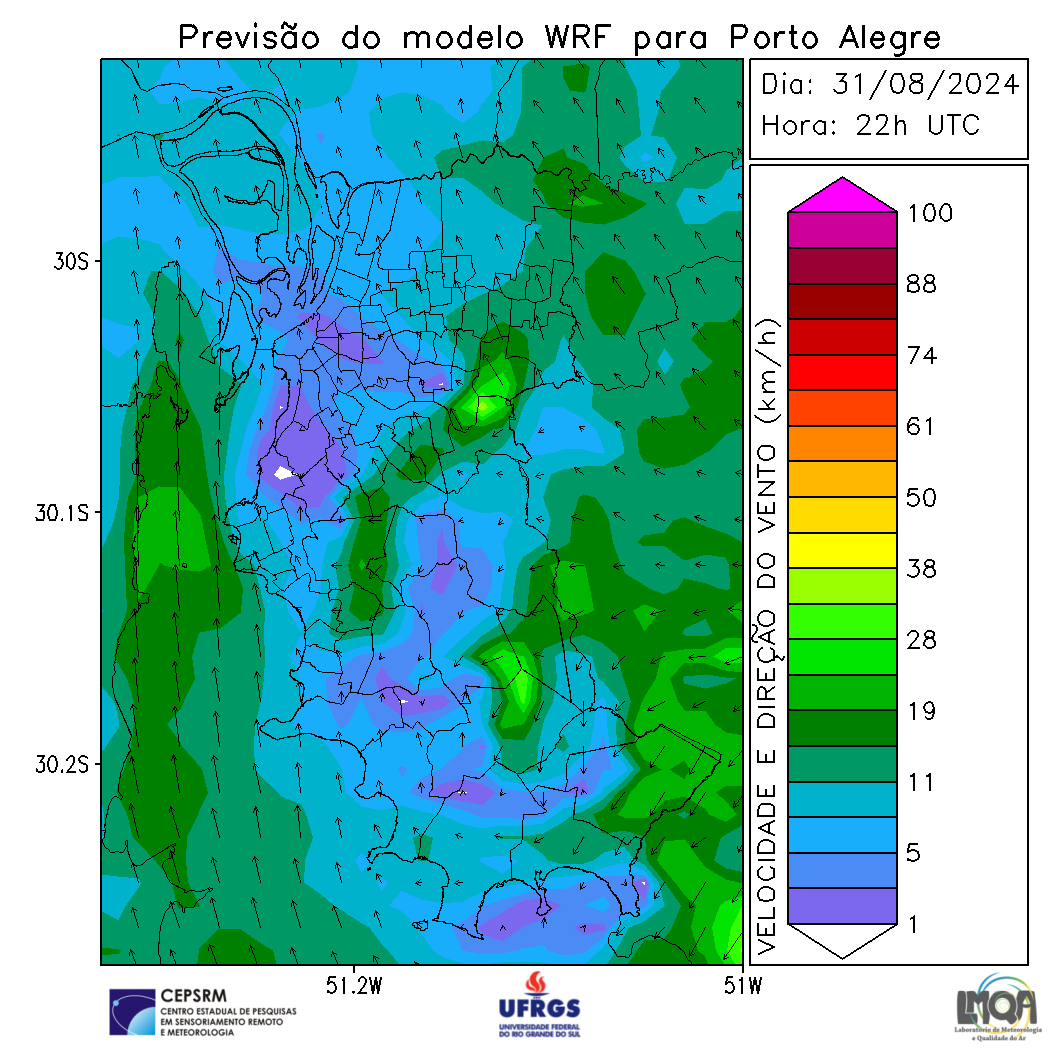 Previsão do modelo WRF para Porto Alegre
Dia: 31/08/2024
Hora: 22h UTC
30S
30.1S
30.2S
51.2W
51W
VELOCIDADE E DIREÇÃO DO VENTO (km/h)
100
88
74
61
50
38
28
19
11
5
1
CEPSRM
CENTRO ESTADUAL DE PESQUISAS
EM SENSORIAMENTO REMOTO
E METEOROLOGIA
UFRGS
UNIVERSIDADE FEDERAL
DO RIO GRANDE DO SUL
LMQA
Laboratório de Meteorologia
e Qualidade do Ar